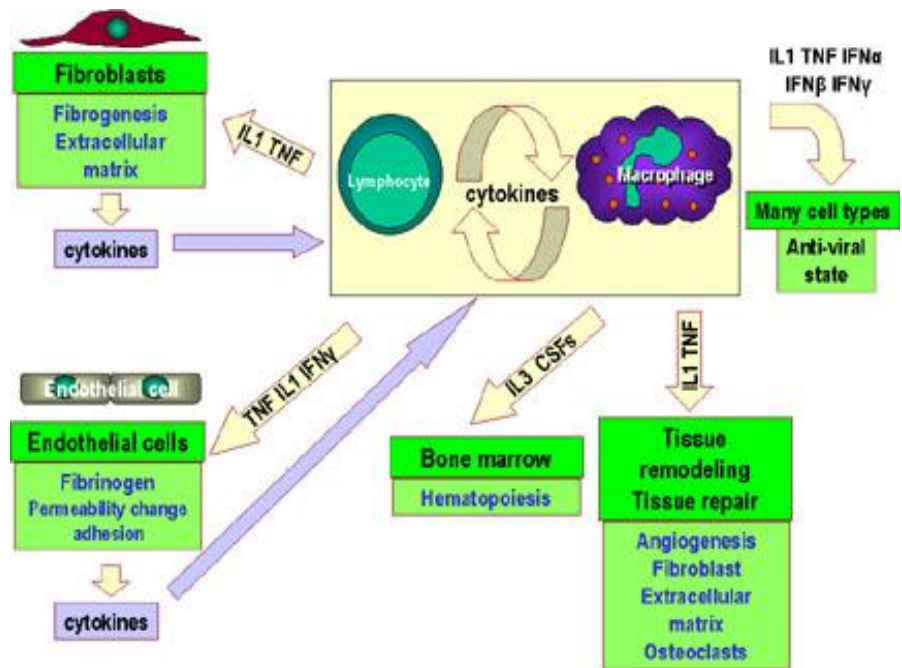 Fibroblasts
Fibrogenesis
Extracellular
matrix
cytokines
IL1 TNF
Lymphocyte
cytokines
Macrophage
IL1 TNF IFNα
IFNβ IFNγ
Many cell types
Anti-viral
state
Endothelial cell
Endothelial cells
Fibrinogen
Permeability change
adhesion
cytokines
TNF IL1 IFNγ
IL3 CSFs
Bone marrow
Hematopoiesis
IL1 TNF
Tissue
remodeling
Tissue repair
Angiogenesis
Fibroblast
Extracellular
matrix
Osteoclasts